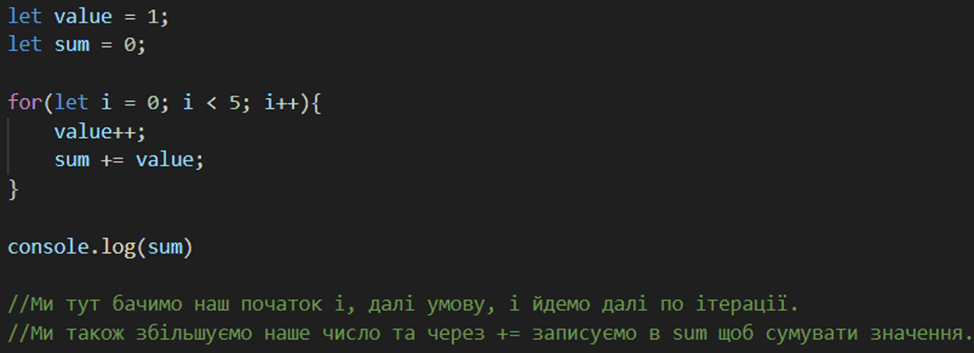 let value = 1;
let sum = 0;
for(let i = 0; i < 5; i++){
value++;
sum += value;
}
console.log(sum)
//Ми тут бачимо наш початок i, далі умову, і йдемо далі по ітерації.
//Ми також збільшуємо наше число та через += записуємо в sum щоб сумувати значення.